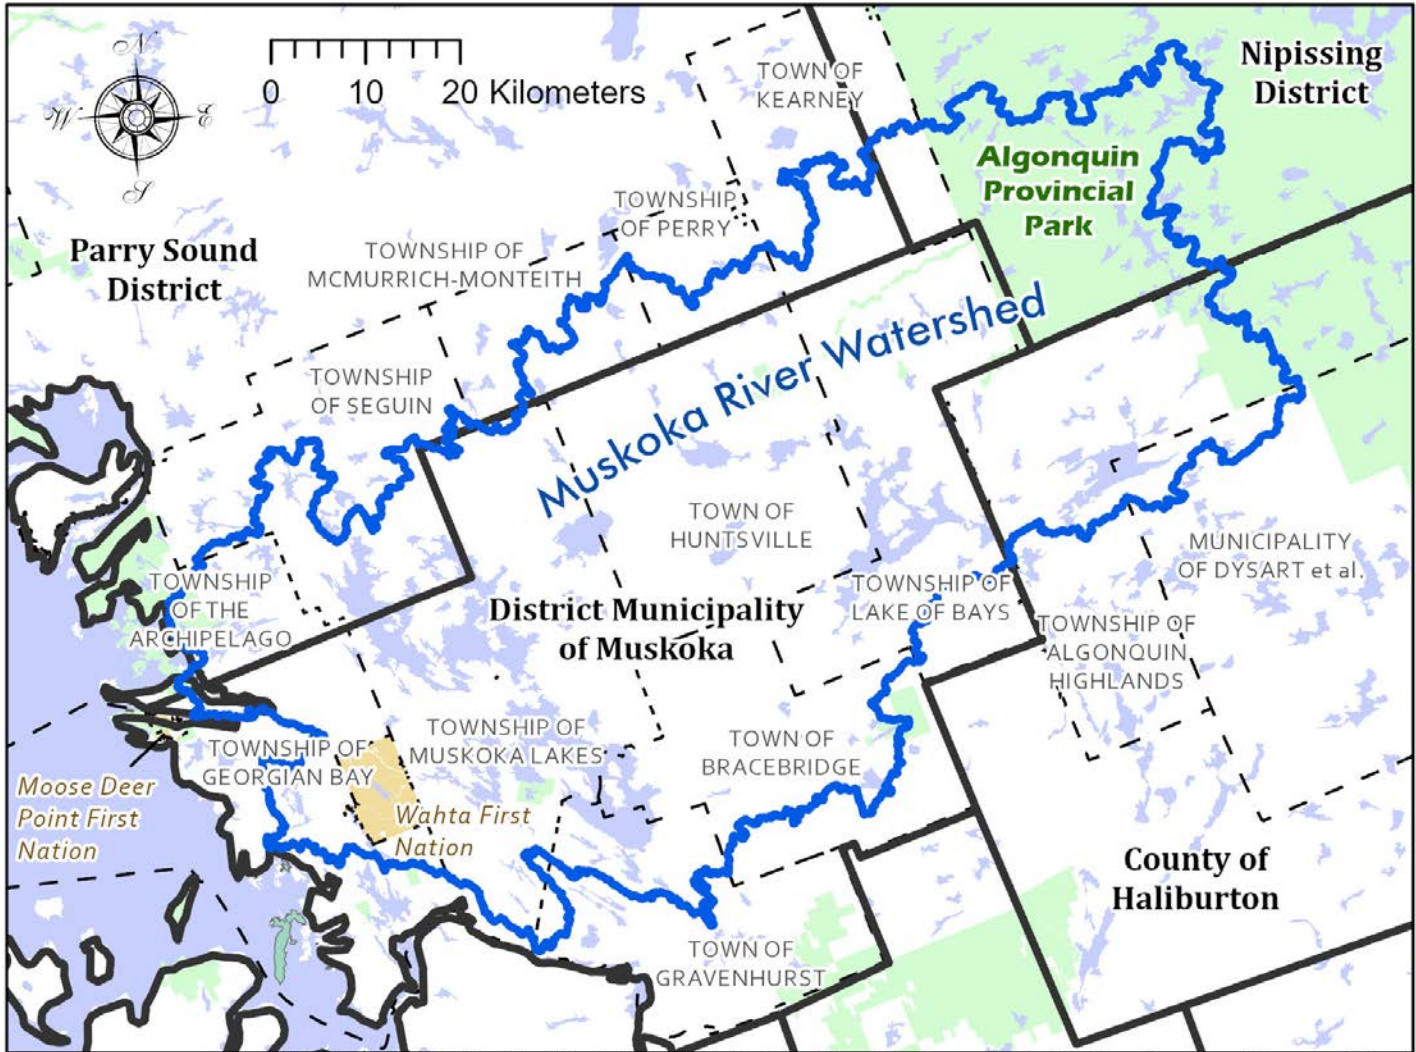 N
W
E
S
0 10 20 Kilometers
TOWN OF
KEARNEY
Nipissing
District
Algonquin
Provincial
Park
TOWNSHIP
OF PERRY
Parry Sound
District
TOWNSHIP OF
MCMURRICH-MONTEITH
Muskoka River Watershed
TOWNSHIP
OF SEGUIN
TOWN OF
HUNTSVILLE
MUNICIPALITY
OF DYSART et al.
TOWNSHIP
OF THE
ARCHIPELAGO
District Municipality
of Muskoka
TOWNSHIP OF
LAKE OF BAYS
TOWNSHIP OF
ALGONQUIN
HIGHLANDS
TOWNSHIP OF
GEORGIAN BAY
TOWNSHIP OF
MUSKOKA LAKES
TOWN OF
BRACEBRIDGE
Moose Deer
Point First
Nation
Wahta First
Nation
County of
Haliburton
TOWN OF
GRAVENHURST